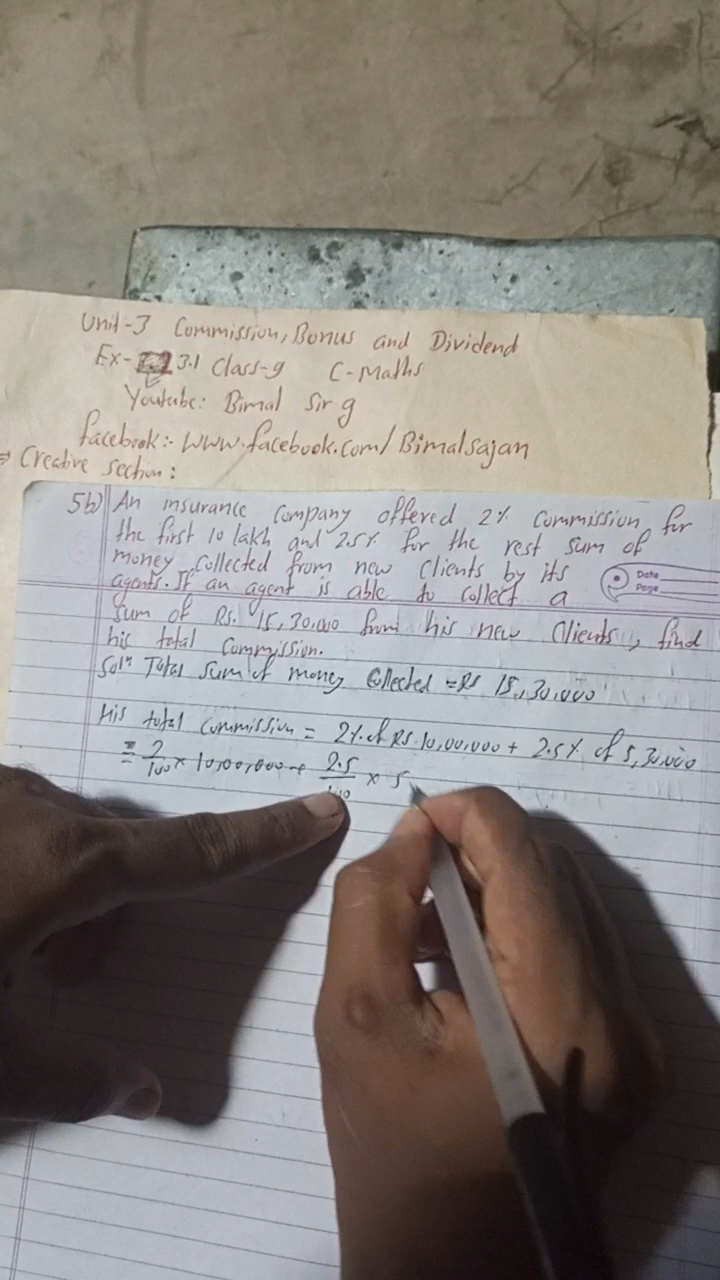 Unit-3 Commission, Bonus and Dividend
Ex- 3.1 Class-9 C-Maths
Youtube: Bimal Sir g
facebook:- www.facebook.com/Bimalsajan
⇒ Creative section:
5b) An insurance Company offered 2% Commission for
the first 10 lakh and 2.5% for the rest sum of
money collected from new clients by its
Date
Page
agents. If an agent is able to collect a
sum of Rs. 15,30,000 from his new clients, find
his total commission.
Solⁿ Total sum of money collected = Rs 15,30,000
His total commission = 2% of Rs. 10,00,000 + 2.5% of 5,30,000
= 2/100 × 10,00,000 + 2.5/100 × 5